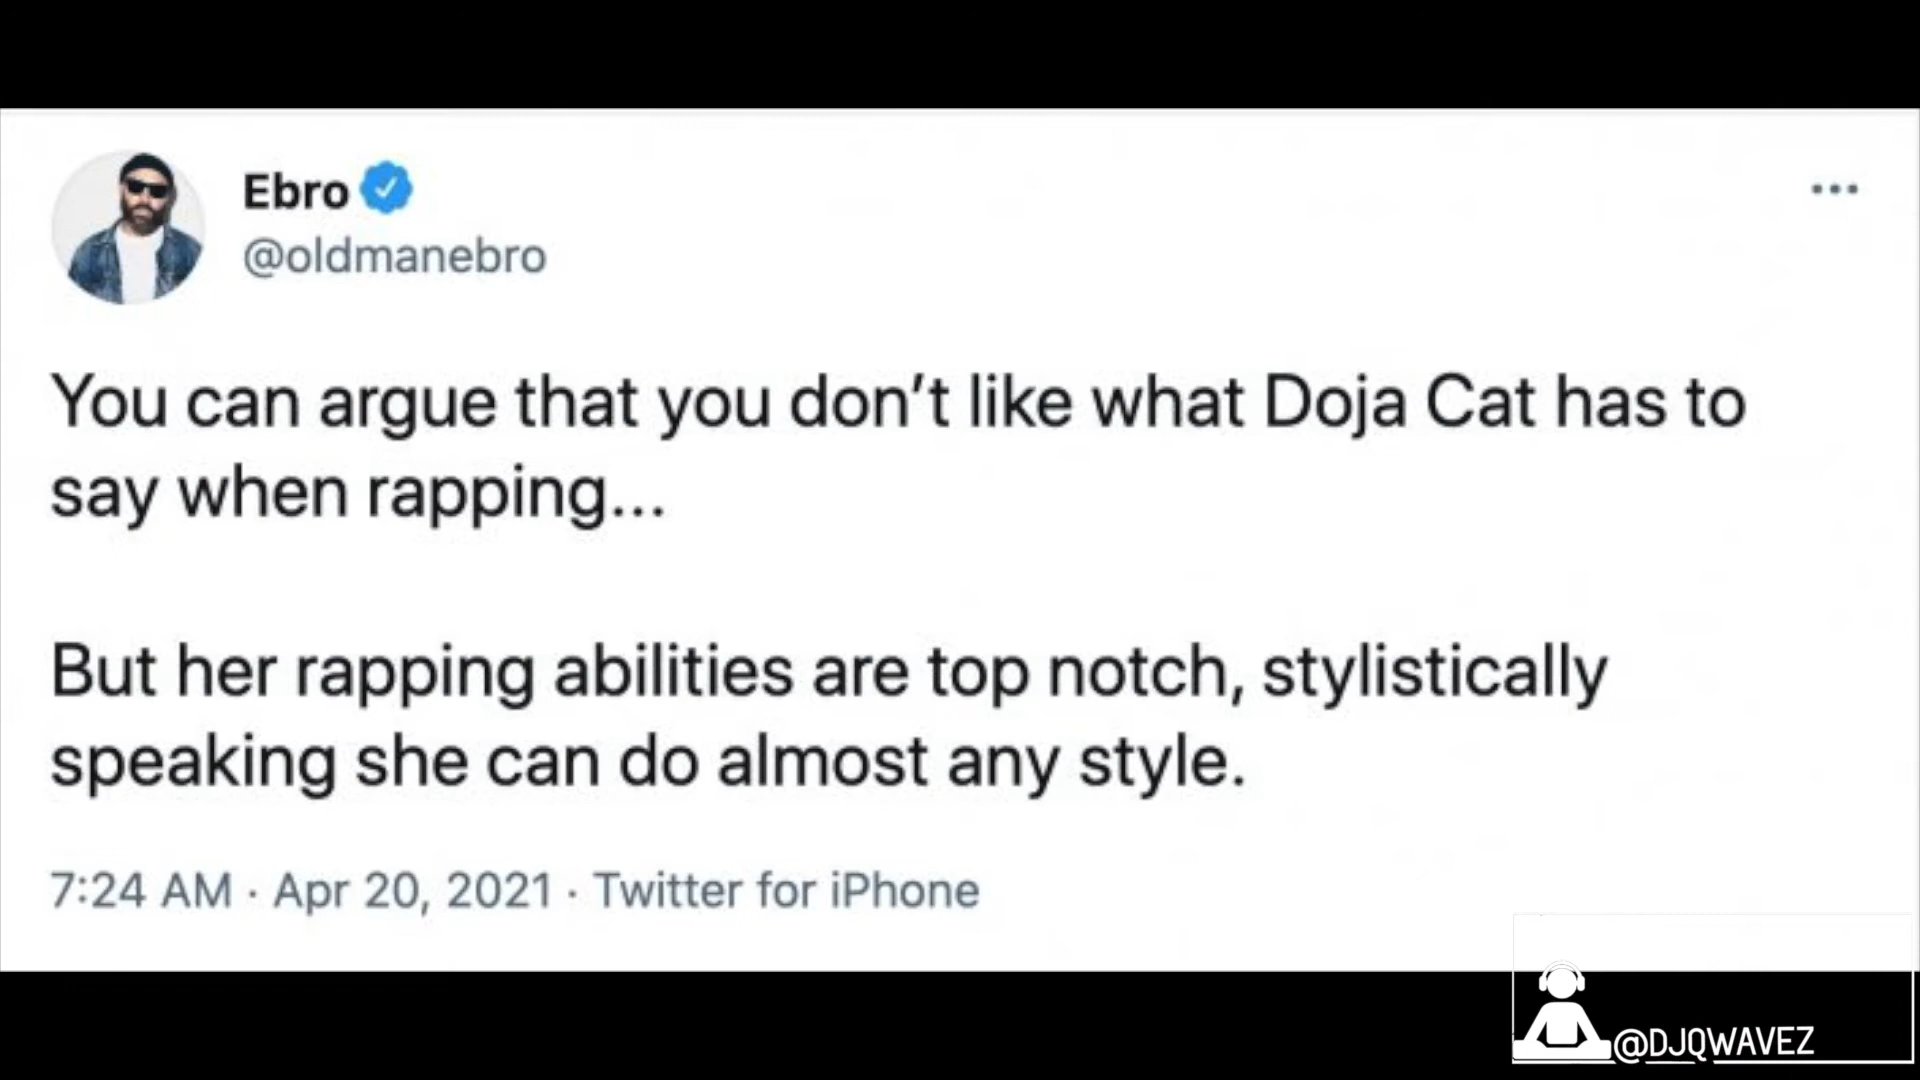 Ebro
@oldmanebro
You can argue that you don’t like what Doja Cat has to
say when rapping...
But her rapping abilities are top notch, stylistically
speaking she can do almost any style.
7:24 AM · Apr 20, 2021 · Twitter for iPhone
@DJQWAVEZ